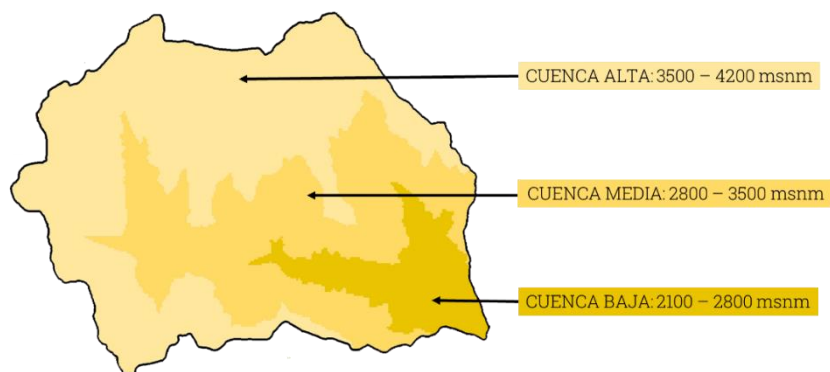 CUENCA ALTA: 3500 – 4200 msnm
CUENCA MEDIA: 2800 – 3500 msnm
CUENCA BAJA: 2100 – 2800 msnm